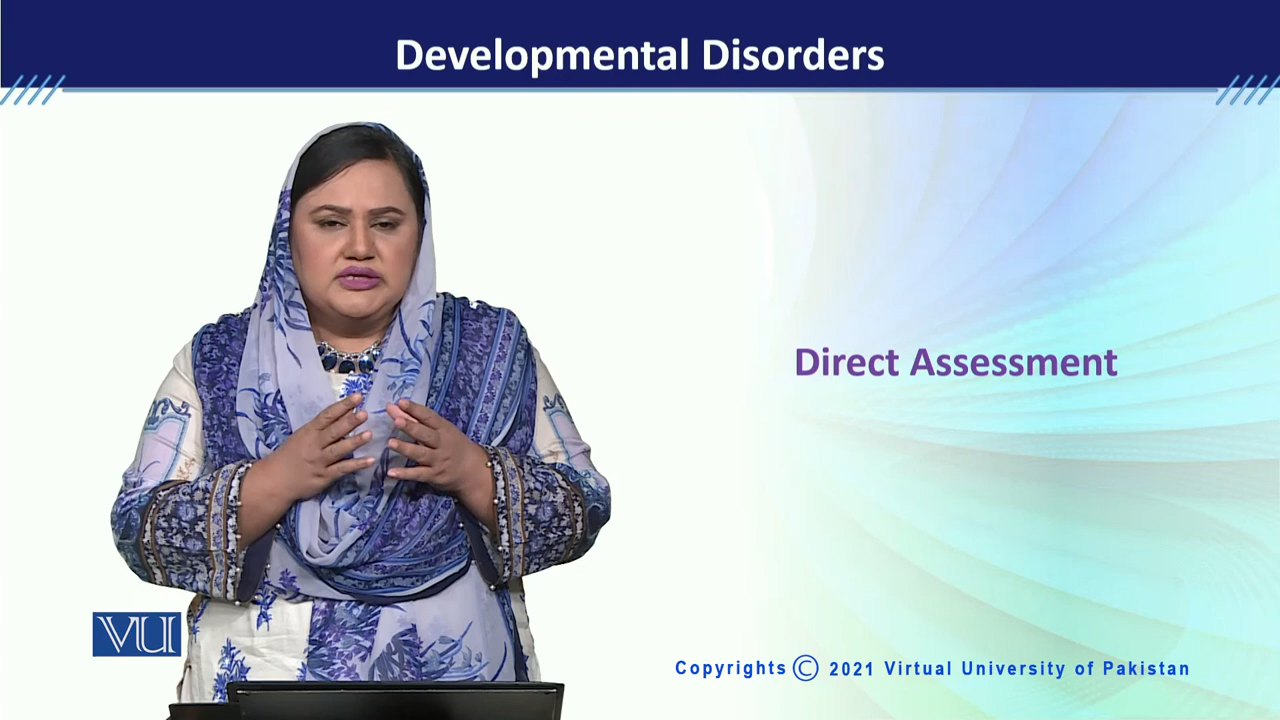 Developmental Disorders
Direct Assessment
VU
Copyrights © 2021 Virtual University of Pakistan